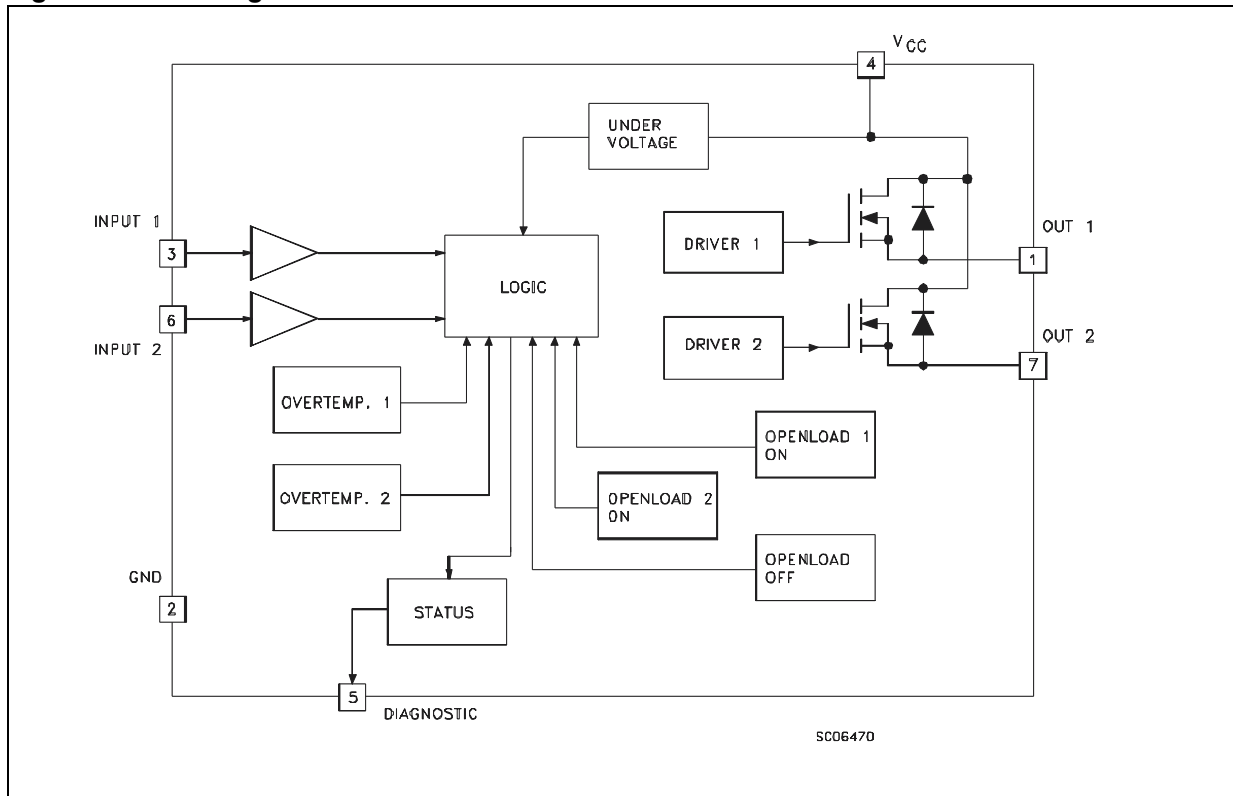 VCC
4
UNDER
VOLTAGE
INPUT 1
3
DRIVER 1
OUT 1
1
LOGIC
6
INPUT 2
DRIVER 2
OUT 2
7
OVERTEMP. 1
OPENLOAD 1
ON
OVERTEMP. 2
OPENLOAD 2
ON
OPENLOAD
OFF
GND
2
STATUS
5
DIAGNOSTIC
SC06470